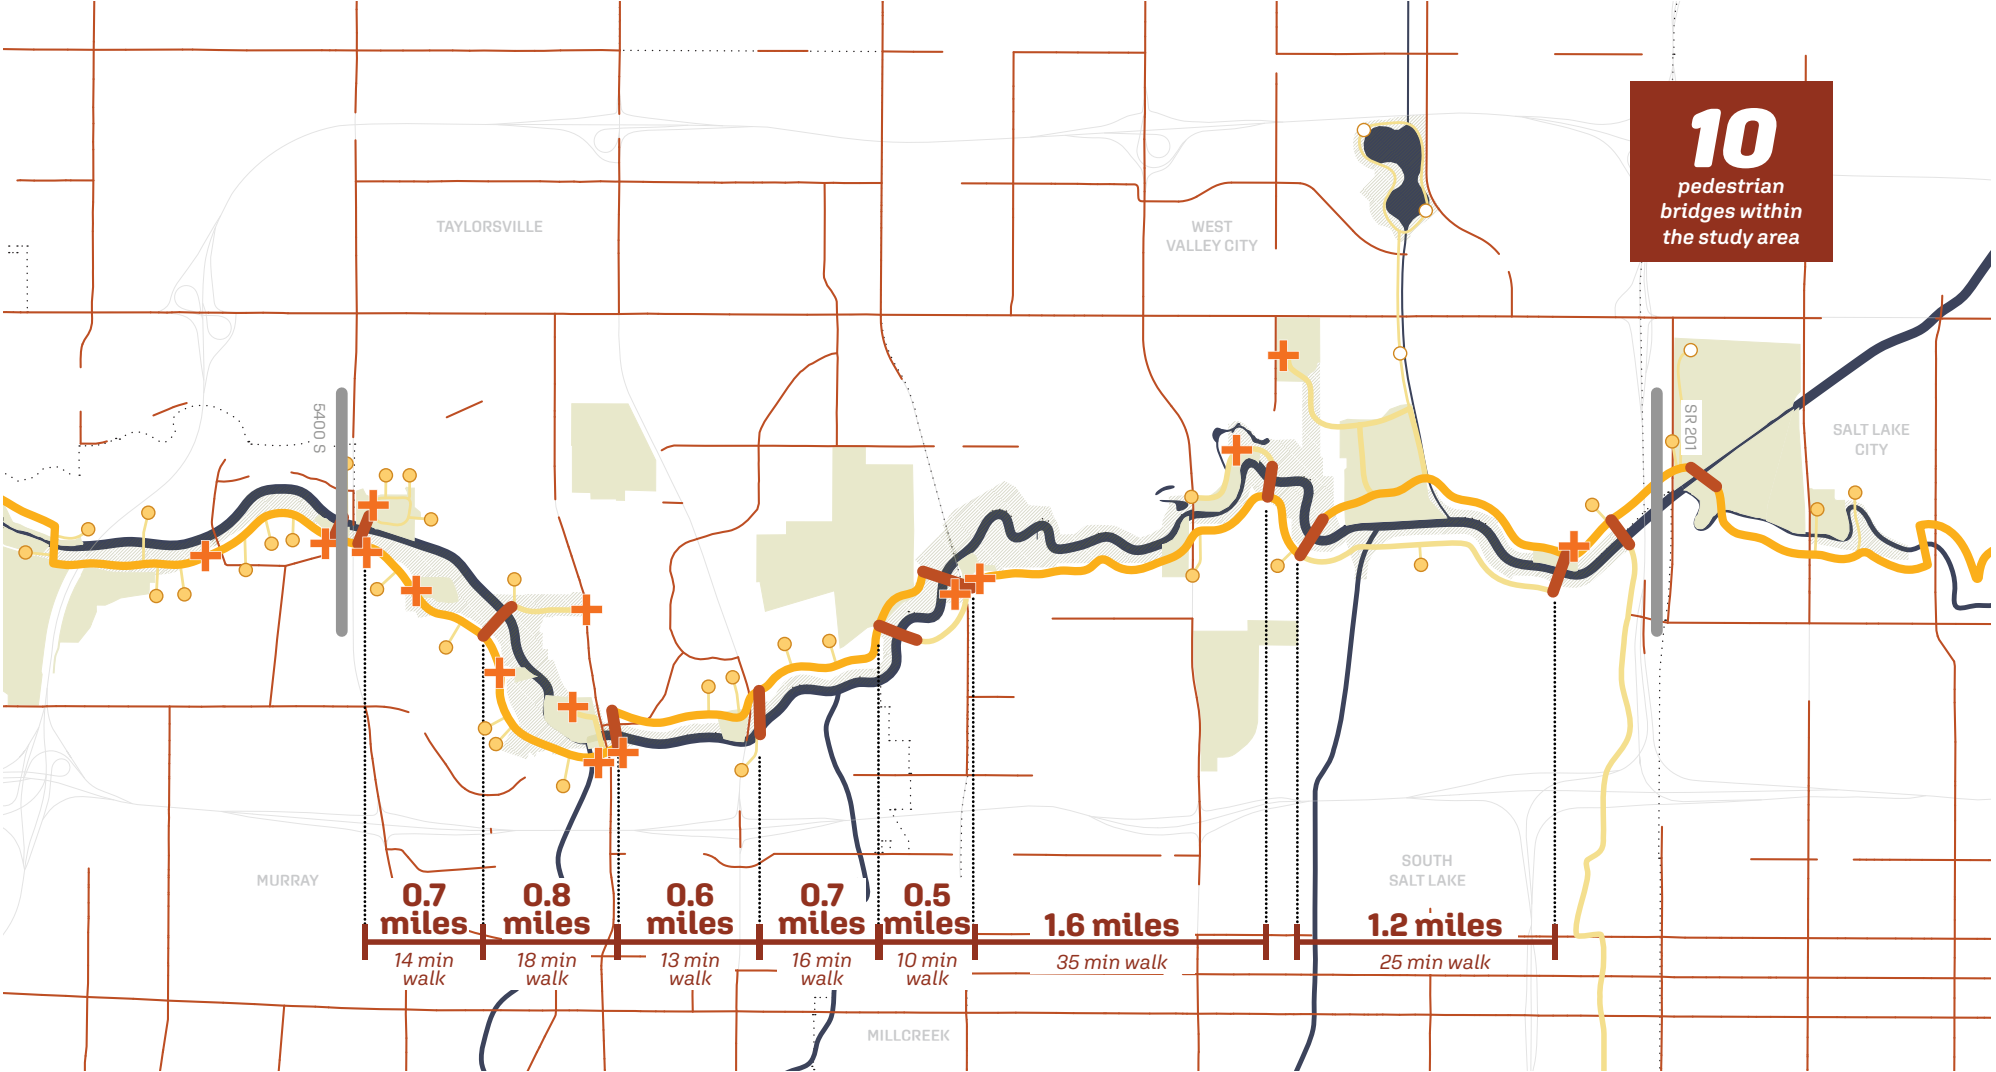 10
pedestrian
bridges within
the study area
TAYLORSVILLE
WEST
VALLEY CITY
5400 S
SR 201
SALT LAKE
CITY
MURRAY
SOUTH
SALT LAKE
MILLCREEK
0.7
miles
14 min
walk
0.8
miles
18 min
walk
0.6
miles
13 min
walk
0.7
miles
16 min
walk
0.5
miles
10 min
walk
1.6 miles
35 min walk
1.2 miles
25 min walk